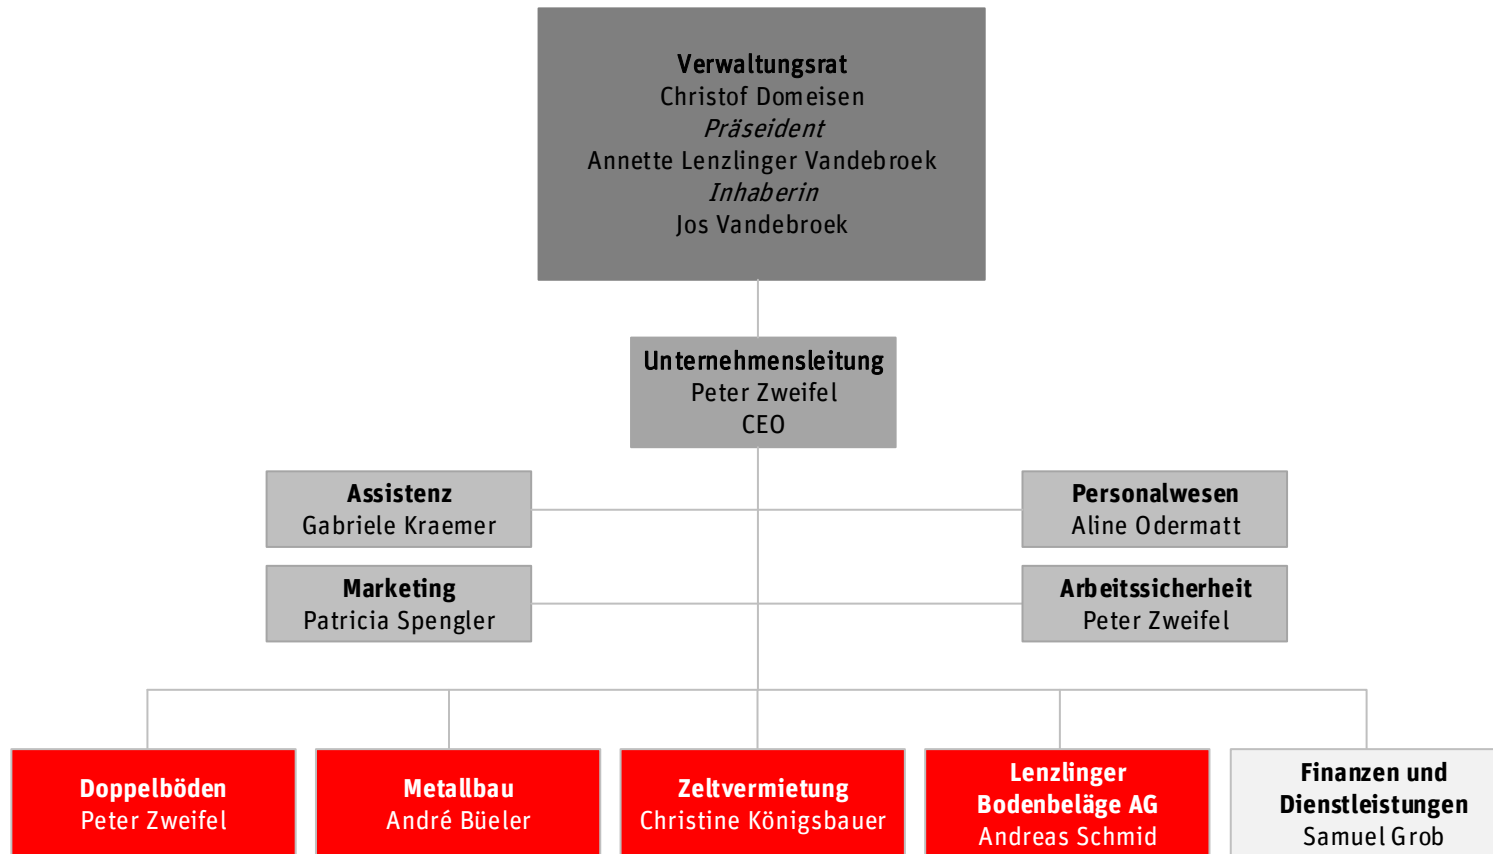 Verwaltungsrat
Christof Domeisen
Präseident
Annette Lenzlinger Vandebroek
Inhaberin
Jos Vandebroek
Unternehmensleitung
Peter Zweifel
CEO
Assistenz
Gabriele Kraemer
Personalwesen
Aline Odermatt
Marketing
Patricia Spengler
Arbeitssicherheit
Peter Zweifel
Doppelböden
Peter Zweifel
Metallbau
André Büeler
Zeltvermietung
Christine Königsbauer
Lenzlinger
Bodenbeläge AG
Andreas Schmid
Finanzen und
Dienstleistungen
Samuel Grob